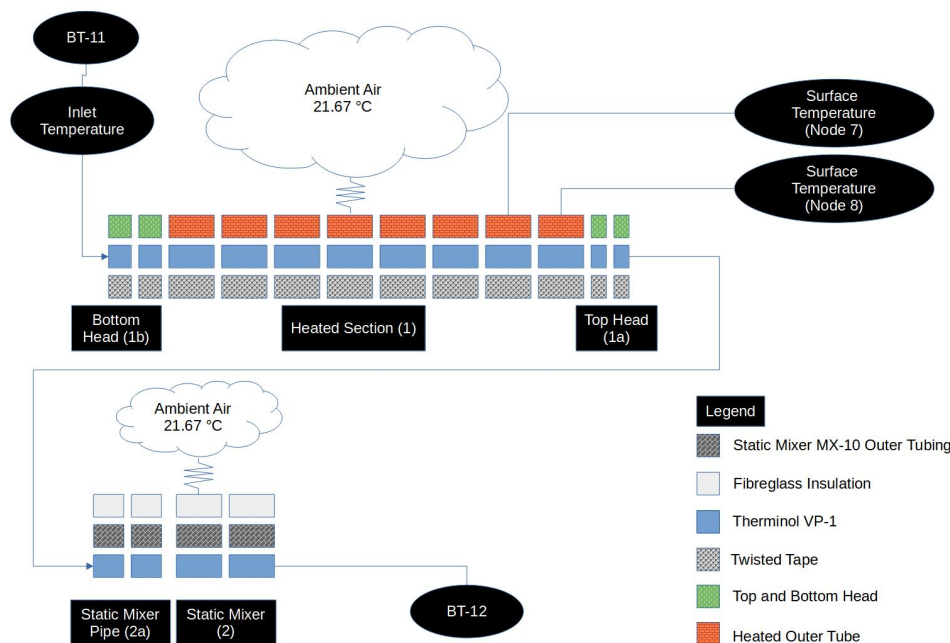 BT-11
Inlet
Temperature
Ambient Air
21.67 °C
Surface
Temperature
(Node 7)
Surface
Temperature
(Node 8)
Bottom
Head (1b)
Heated Section (1)
Top Head
(1a)
Ambient Air
21.67 °C
Static Mixer
Pipe (2a)
Static Mixer
(2)
BT-12
Legend
Static Mixer MX-10 Outer Tubing
Fibreglass Insulation
Therminol VP-1
Twisted Tape
Top and Bottom Head
Heated Outer Tube